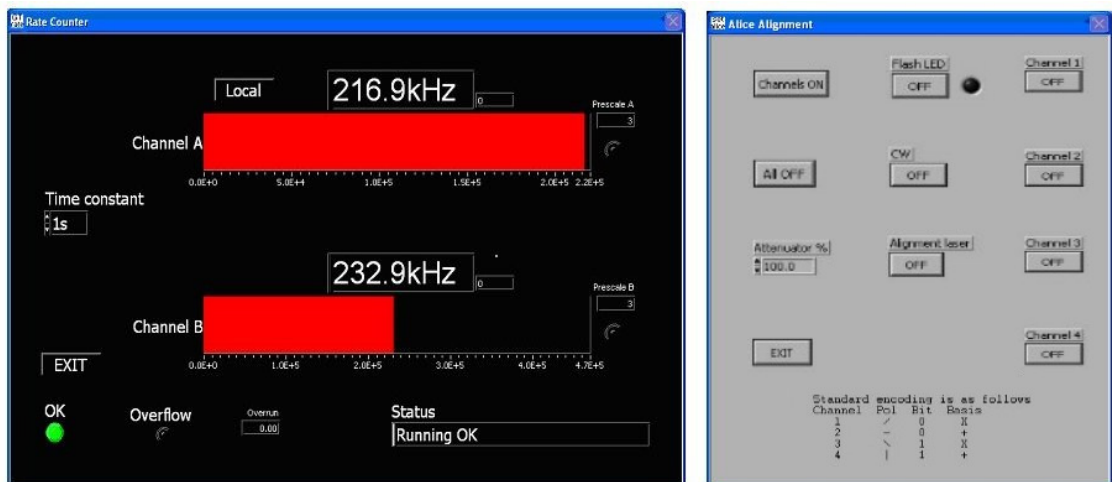 Rate Counter
Local
216.9kHz
0
Prescale A
3
Channel A
0.0E+0 5.0E+4 1.0E+5 1.5E+5 2.0E+5 2.2E+5
Time constant
1s
232.9kHz
0
Prescale B
3
Channel B
0.0E+0 1.0E+5 2.0E+5 3.0E+5 4.0E+5 4.7E+5
EXIT
OK
Overflow
Overrun
0.00
Status
Running OK
Alice Alignment
Channels ON
Flash LED
OFF
Channel 1
OFF
All OFF
CW
OFF
Channel 2
OFF
Attenuator %
100.0
Alignment laser
OFF
Channel 3
OFF
EXIT
Channel 4
OFF
Standard encoding is as follows
Channel Pol Bit Basis
1 / 0 X
2 – 0 +
3 \ 1 X
4 | 1 +